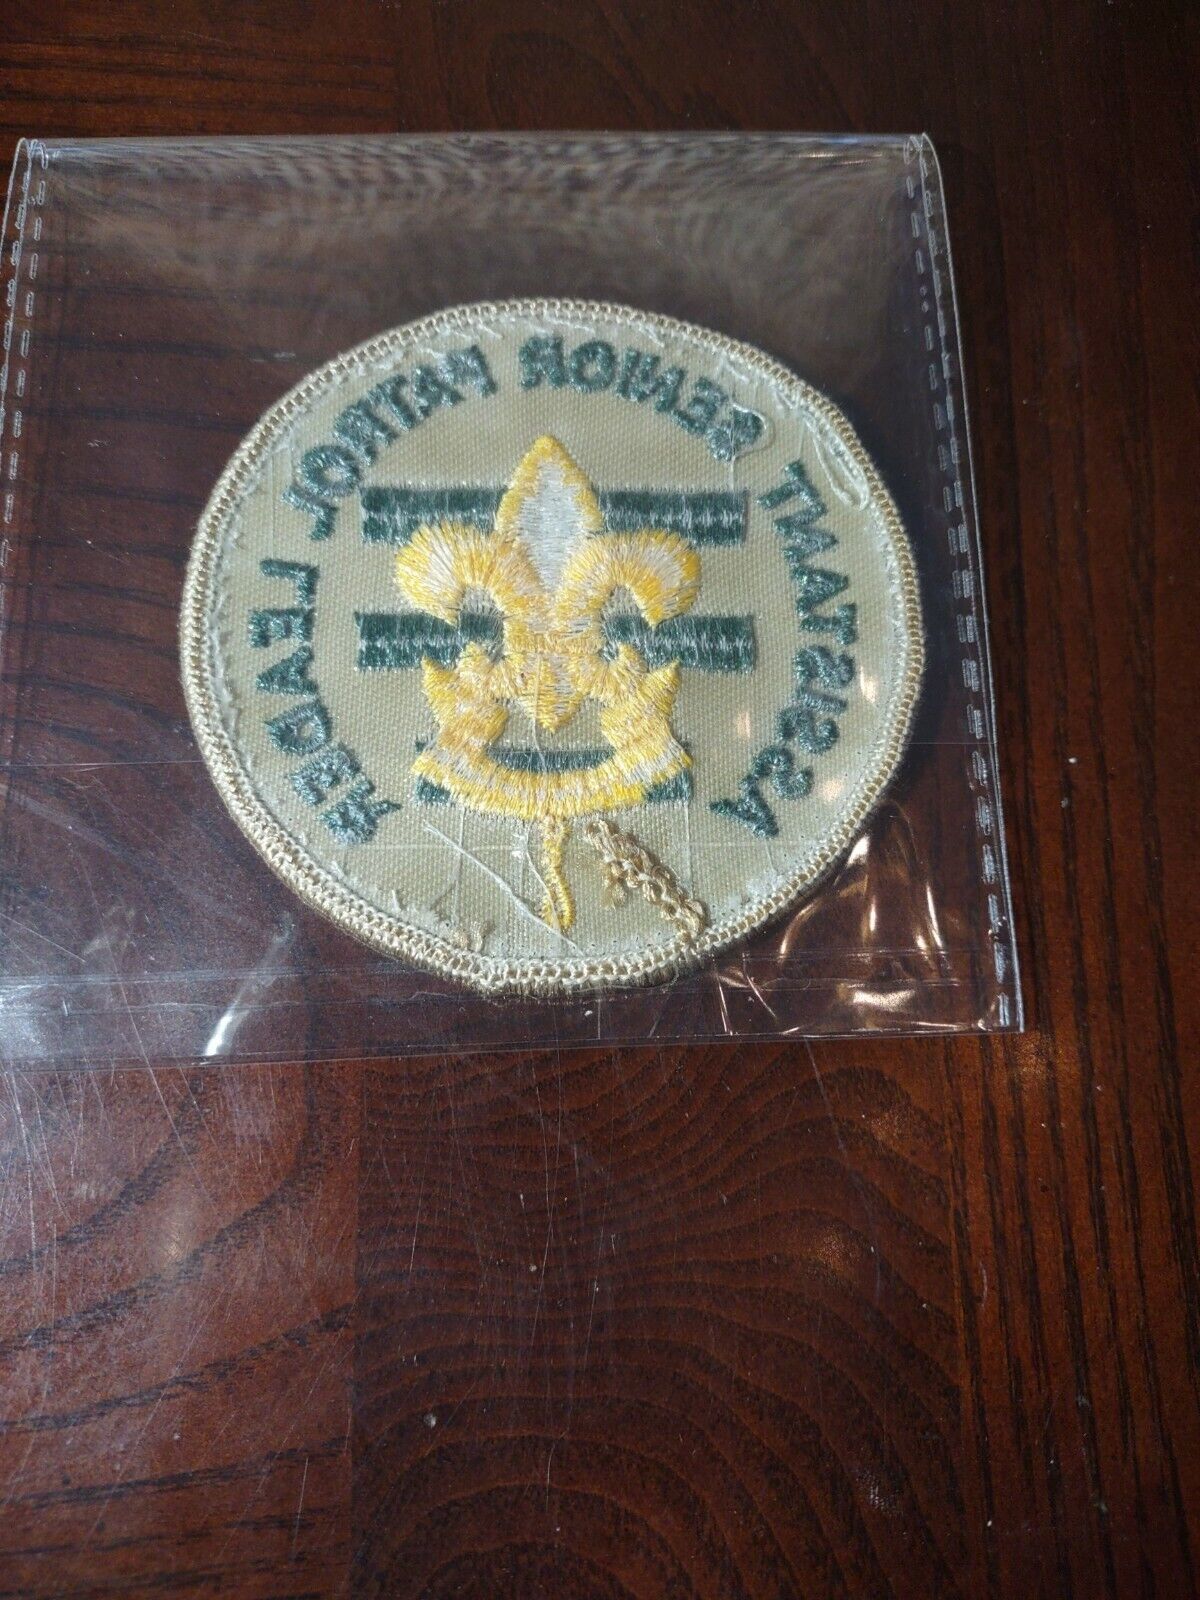 ASSISTANT SENIOR PATROL LEADER